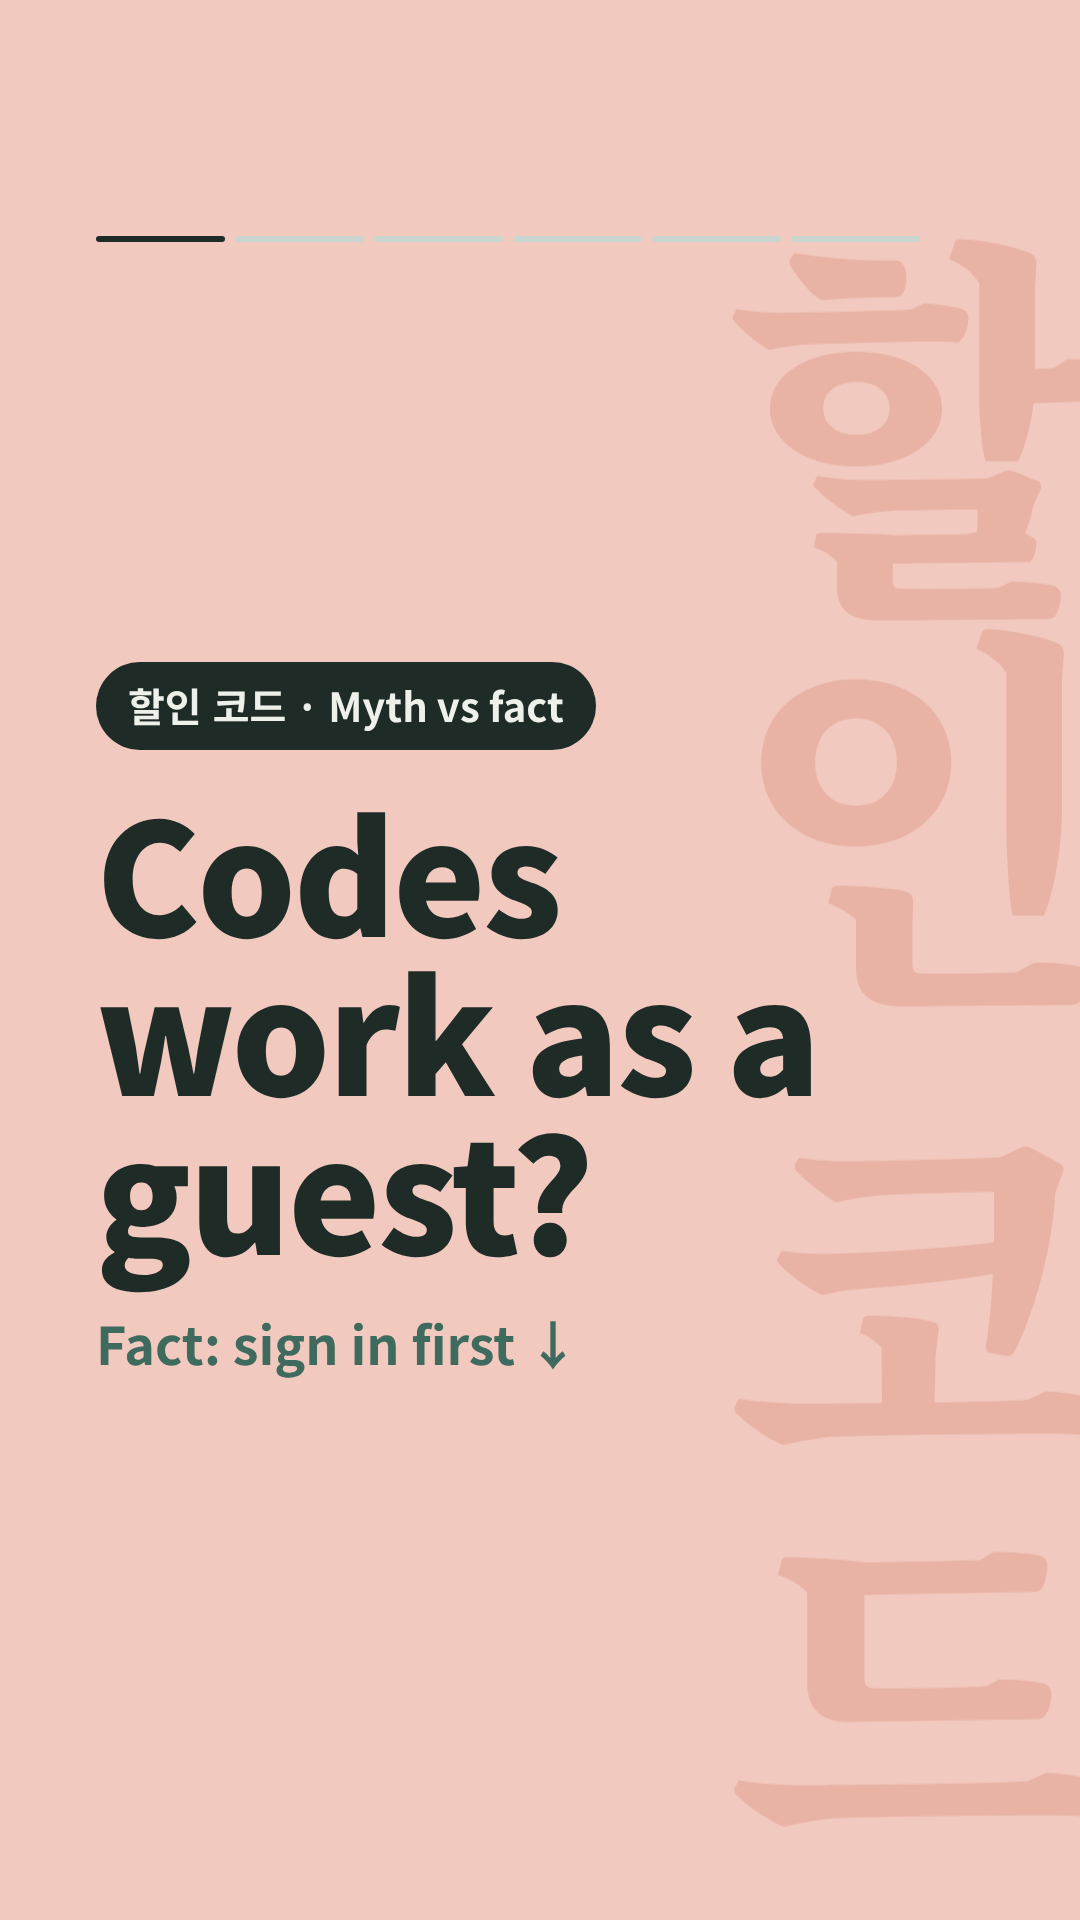 할인 코드 · Myth vs fact
Codes
work as a
guest?
Fact: sign in first ↓
할인 코드